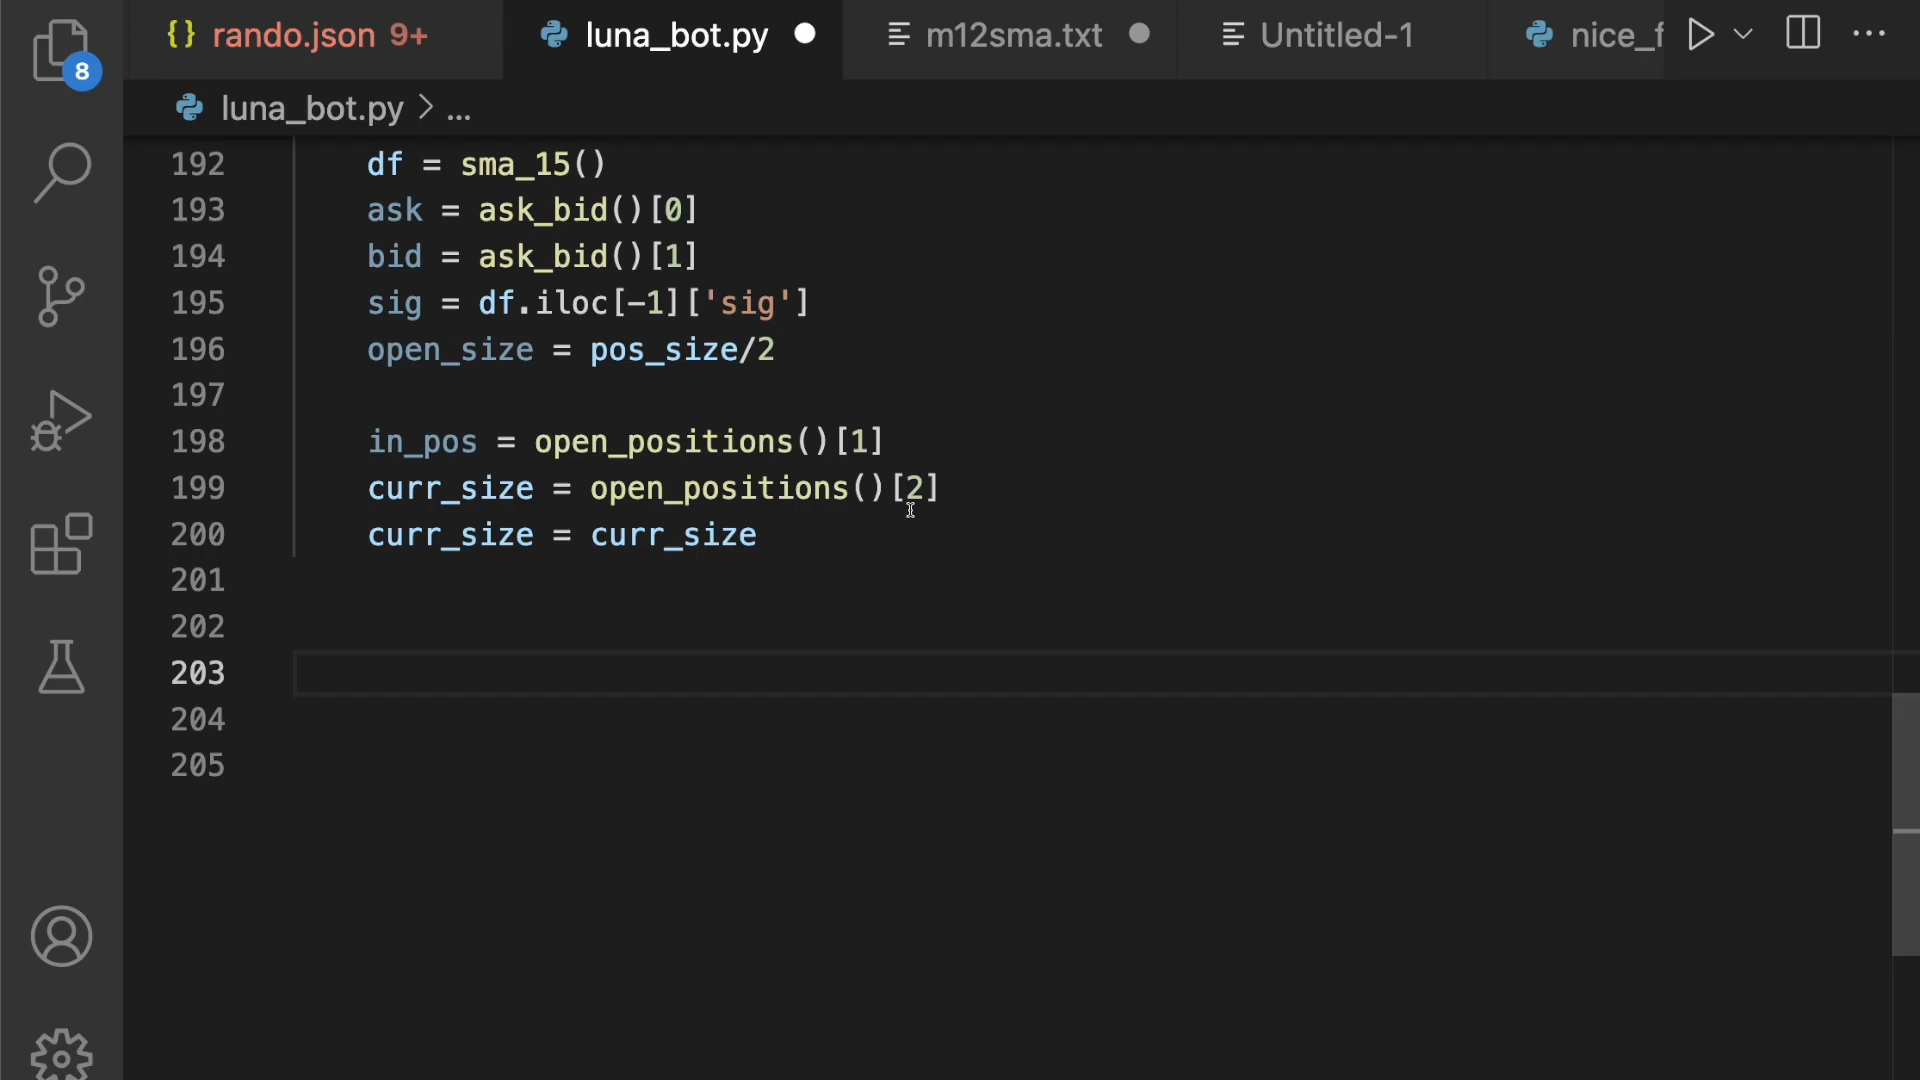 {} rando.json 9+ luna_bot.py m12sma.txt Untitled-1 nice_f
8
luna_bot.py > ...
192 df = sma_15()
193 ask = ask_bid()[0]
194 bid = ask_bid()[1]
195 sig = df.iloc[-1]['sig']
196 open_size = pos_size/2
197
198 in_pos = open_positions()[1]
199 curr_size = open_positions()[2]
200 curr_size = curr_size
201
202
203
204
205